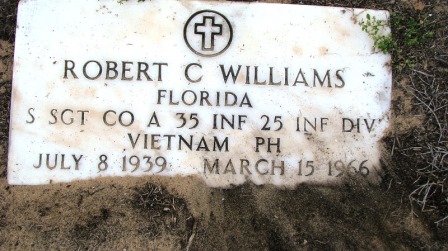 ROBERT C WILLIAMS
FLORIDA
S SGT CO A 35 INF 25 INF DIV
VIETNAM PH
JULY 8 1939 MARCH 15 1966